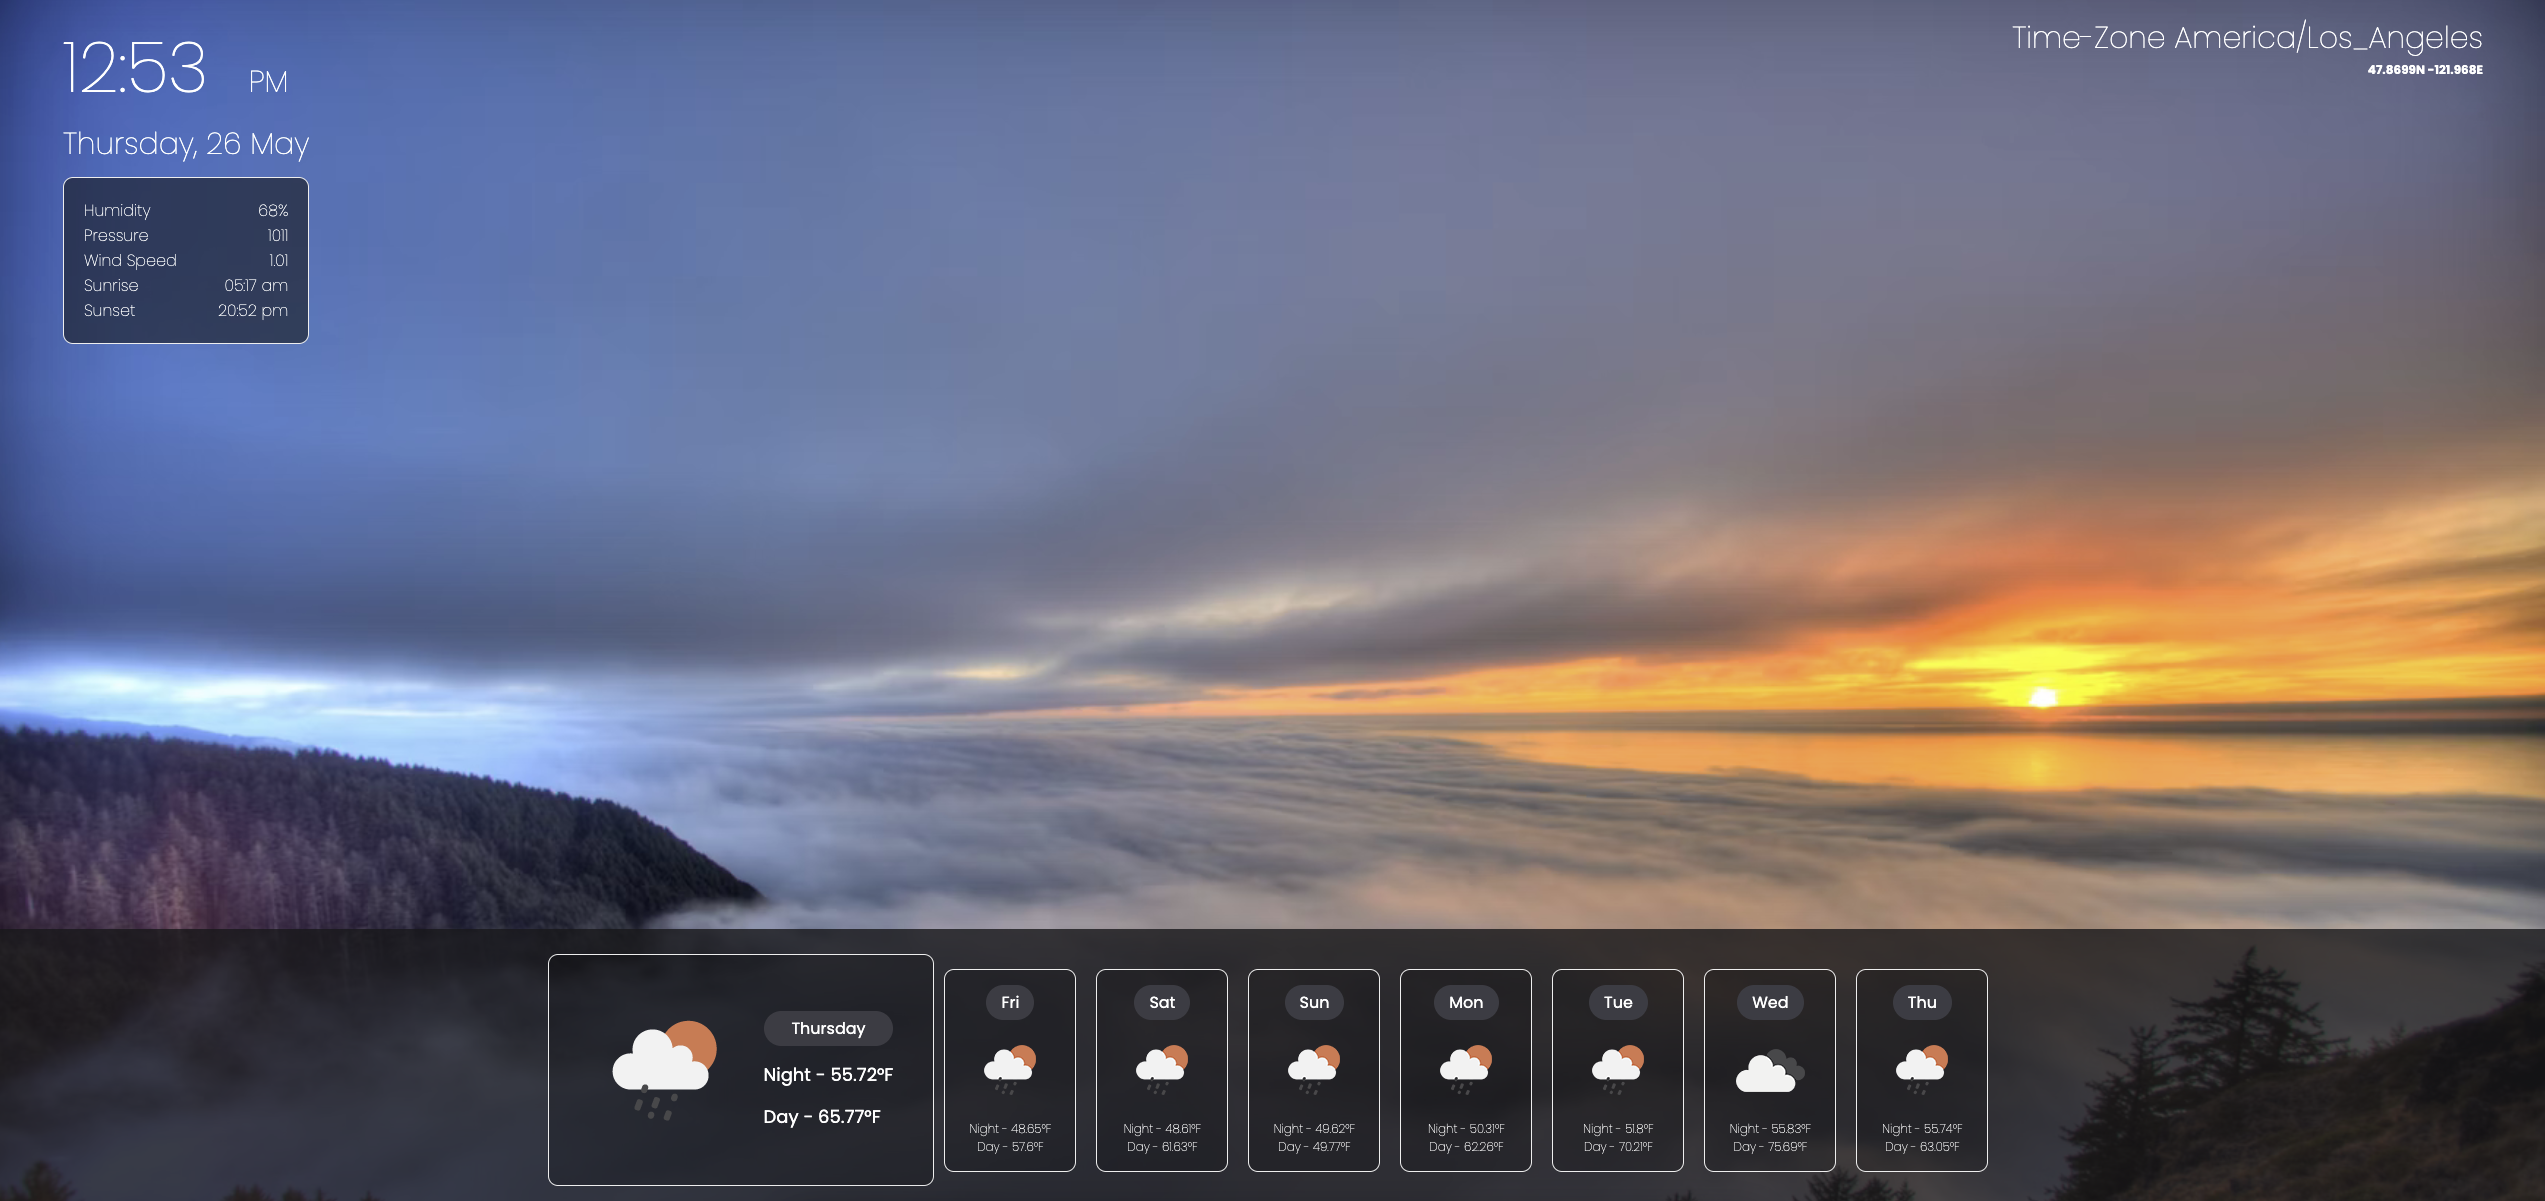 12:53 PM
Time-Zone America/Los_Angeles
47.8699N -121.968E
Thursday, 26 May
Humidity 68%
Pressure 1011
Wind Speed 1.01
Sunrise 05:17 am
Sunset 20:52 pm
Thursday
Night - 55.72°F
Day - 65.77°F
Fri
Night - 48.65°F
Day - 57.6°F
Sat
Night - 48.61°F
Day - 61.63°F
Sun
Night - 49.62°F
Day - 49.77°F
Mon
Night - 50.31°F
Day - 62.26°F
Tue
Night - 51.8°F
Day - 70.21°F
Wed
Night - 55.83°F
Day - 75.69°F
Thu
Night - 55.74°F
Day - 63.05°F